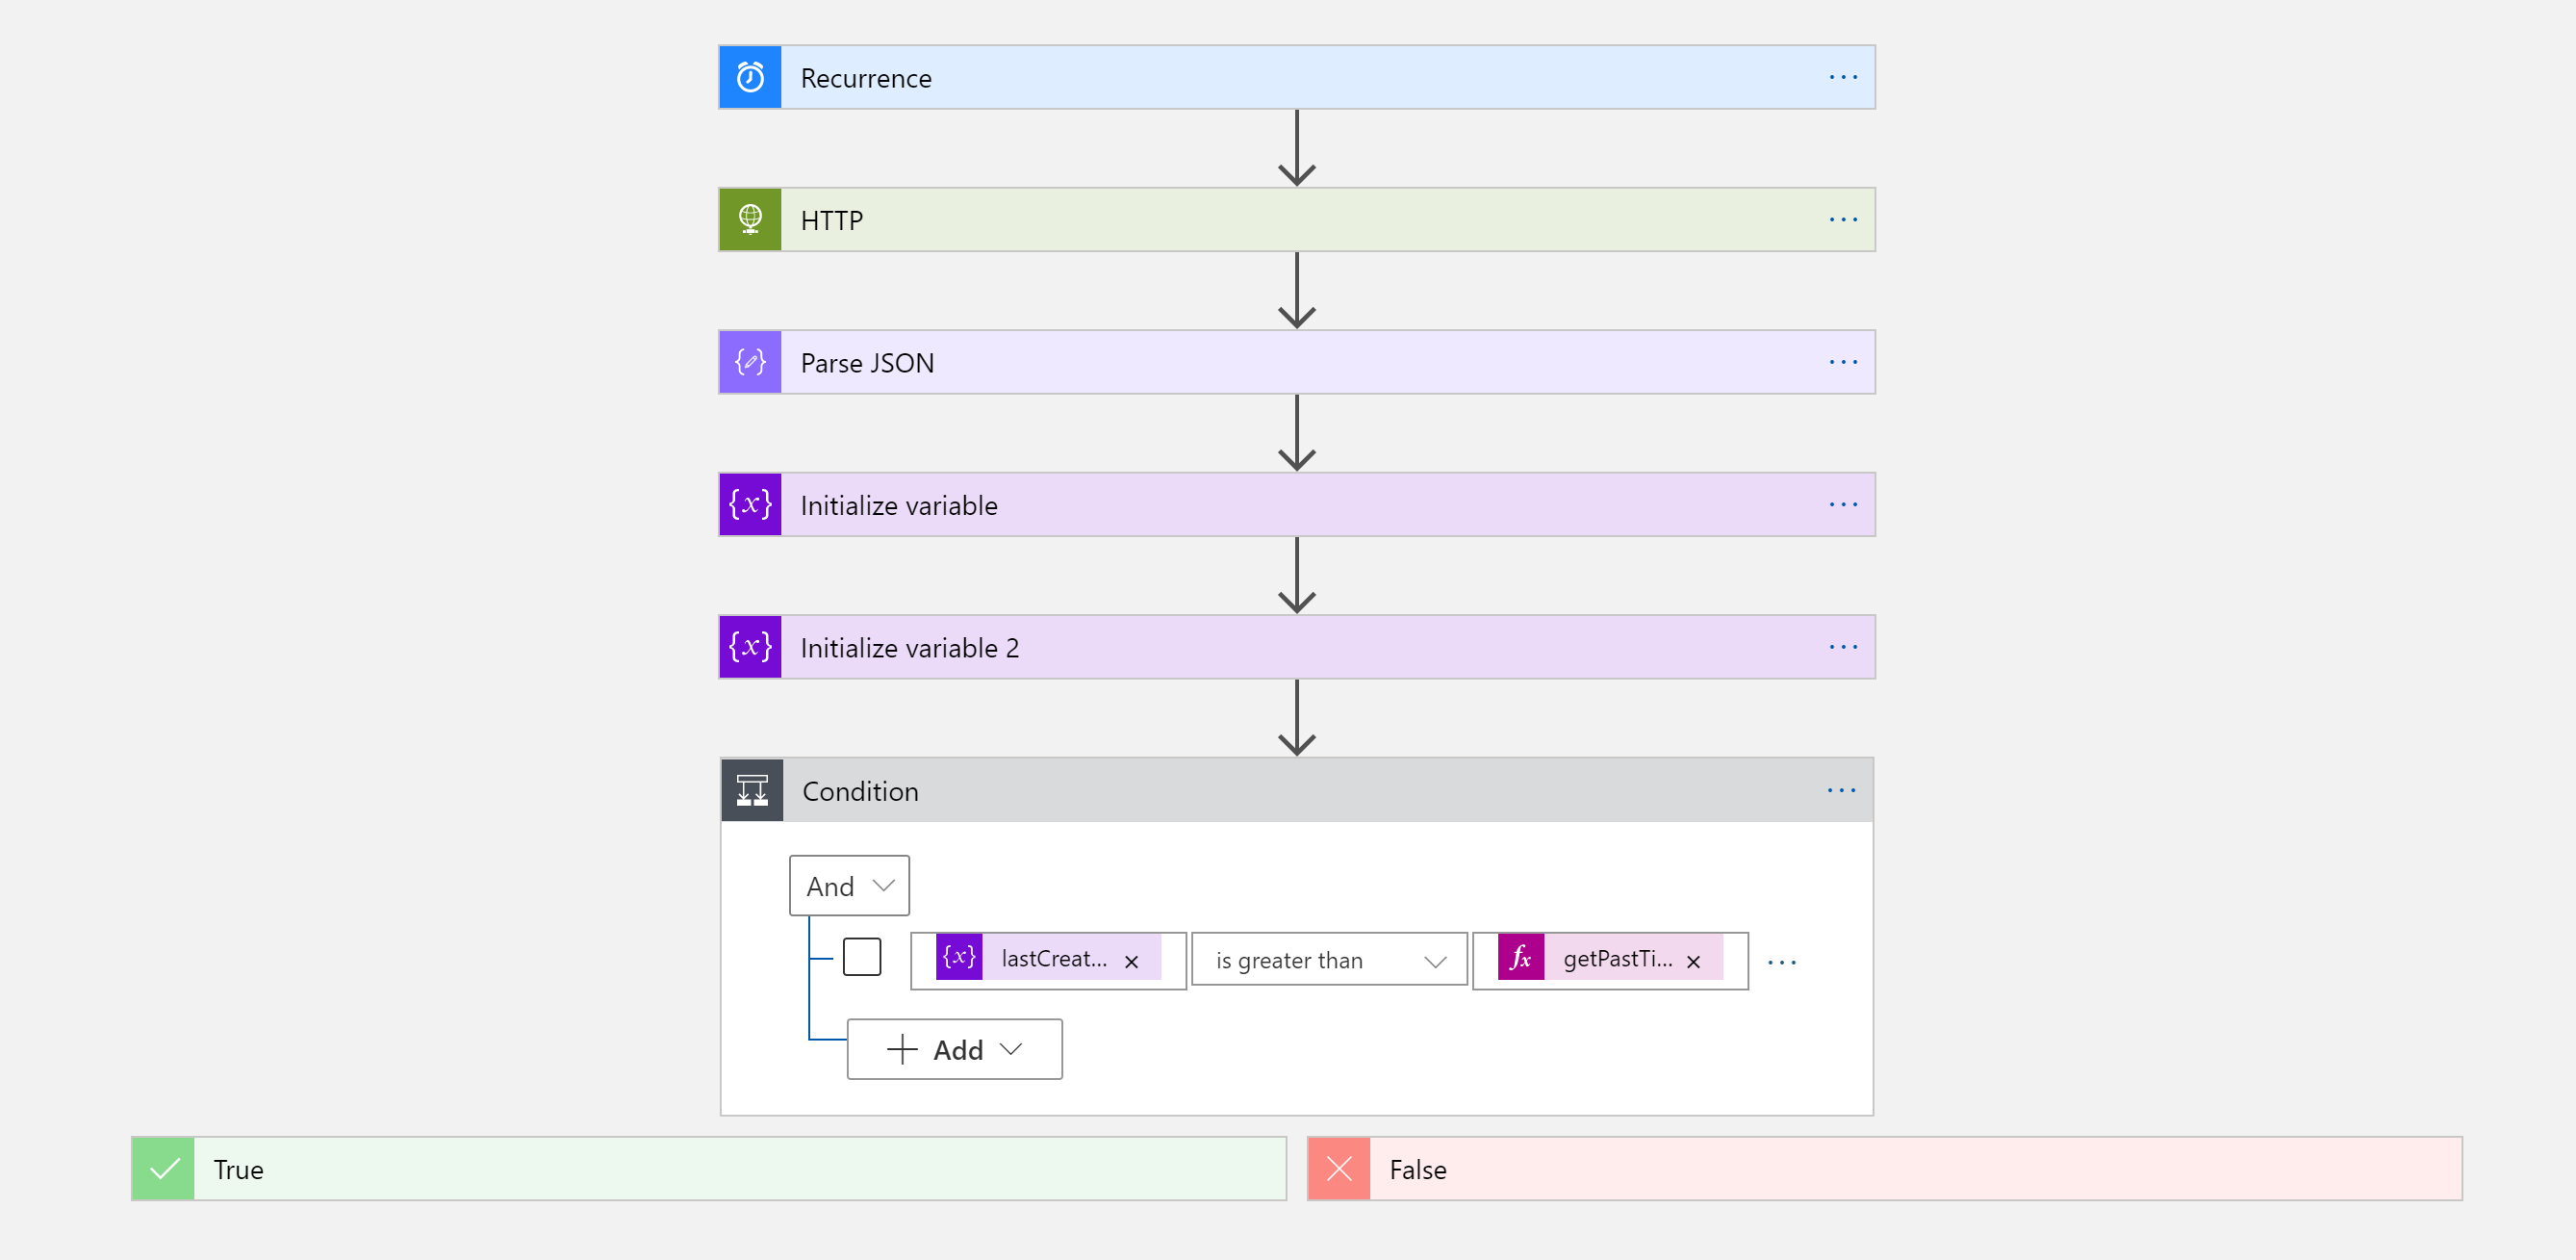 Recurrence
HTTP
Parse JSON
{x} Initialize variable
{x} Initialize variable 2
Condition
And
{x} lastCreat... × is greater than fx getPastTi... ×
+ Add
True
False